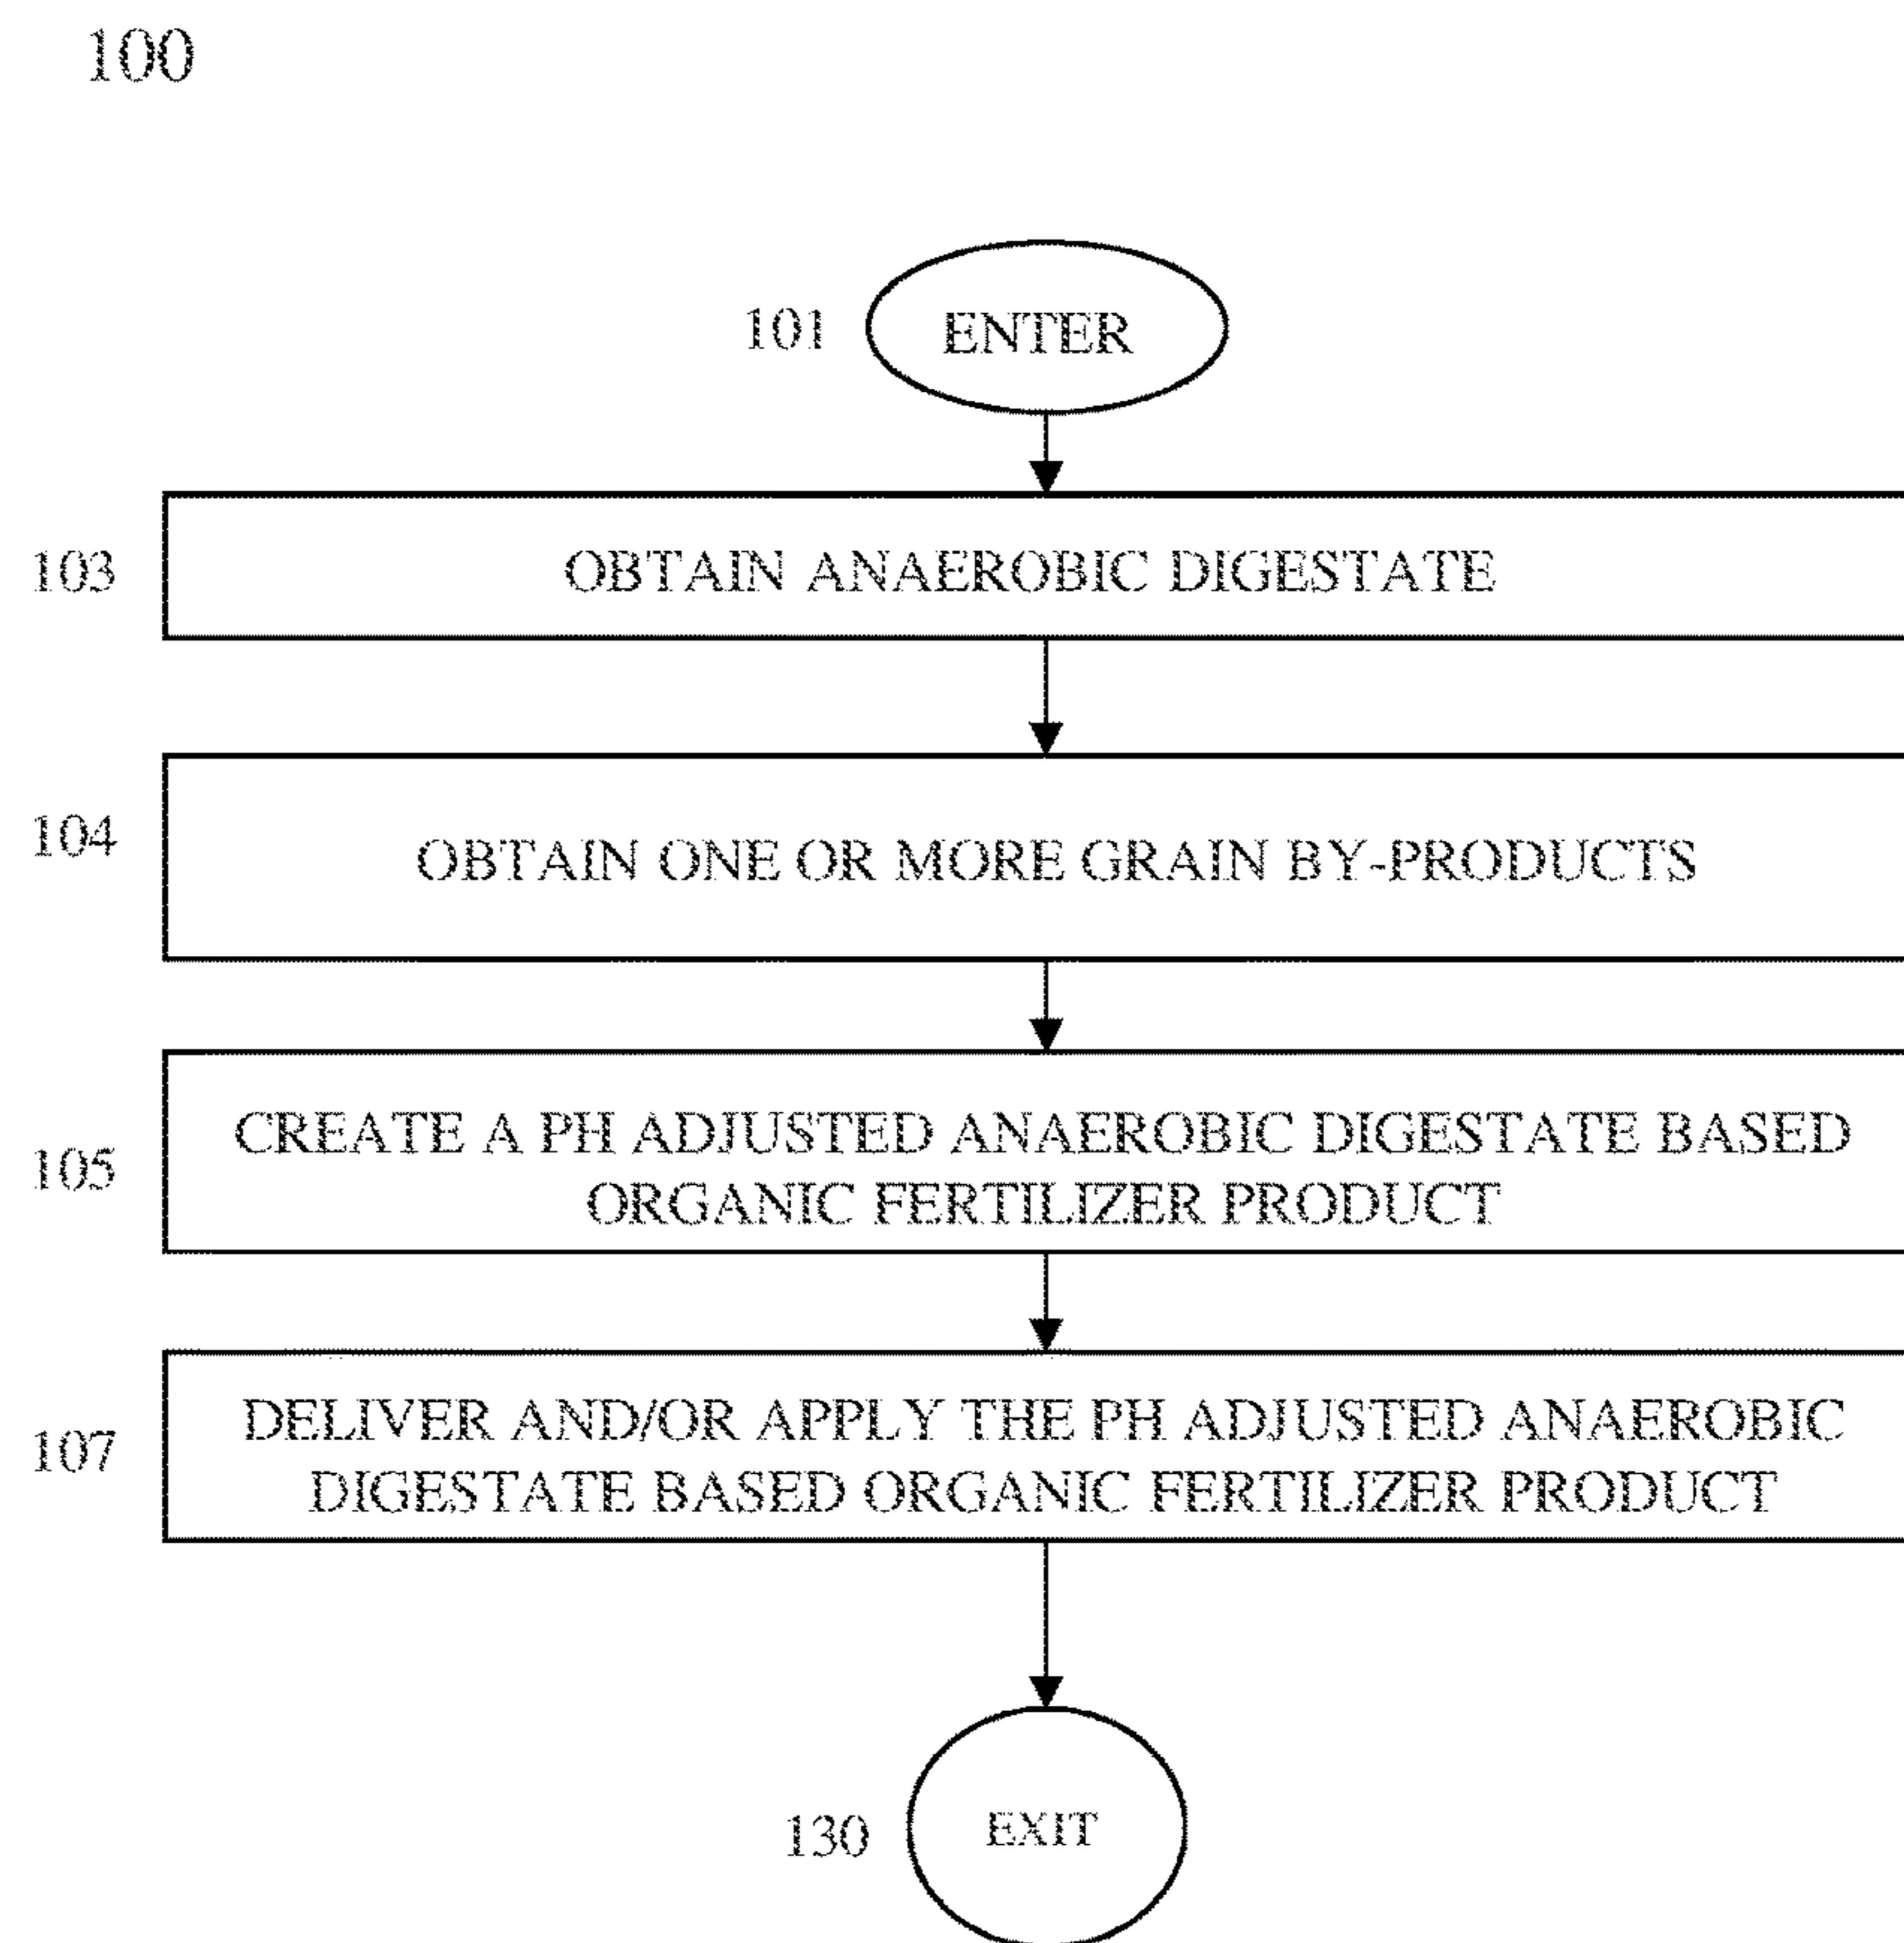 100
101 ENTER
103 OBTAIN ANAEROBIC DIGESTATE
104 OBTAIN ONE OR MORE GRAIN BY-PRODUCTS
CREATE A PH ADJUSTED ANAEROBIC DIGESTATE BASED
105 ORGANIC FERTILIZER PRODUCT
DELIVER AND/OR APPLY THE PH ADJUSTED ANAEROBIC
107 DIGESTATE BASED ORGANIC FERTILIZER PRODUCT
130 EXIT